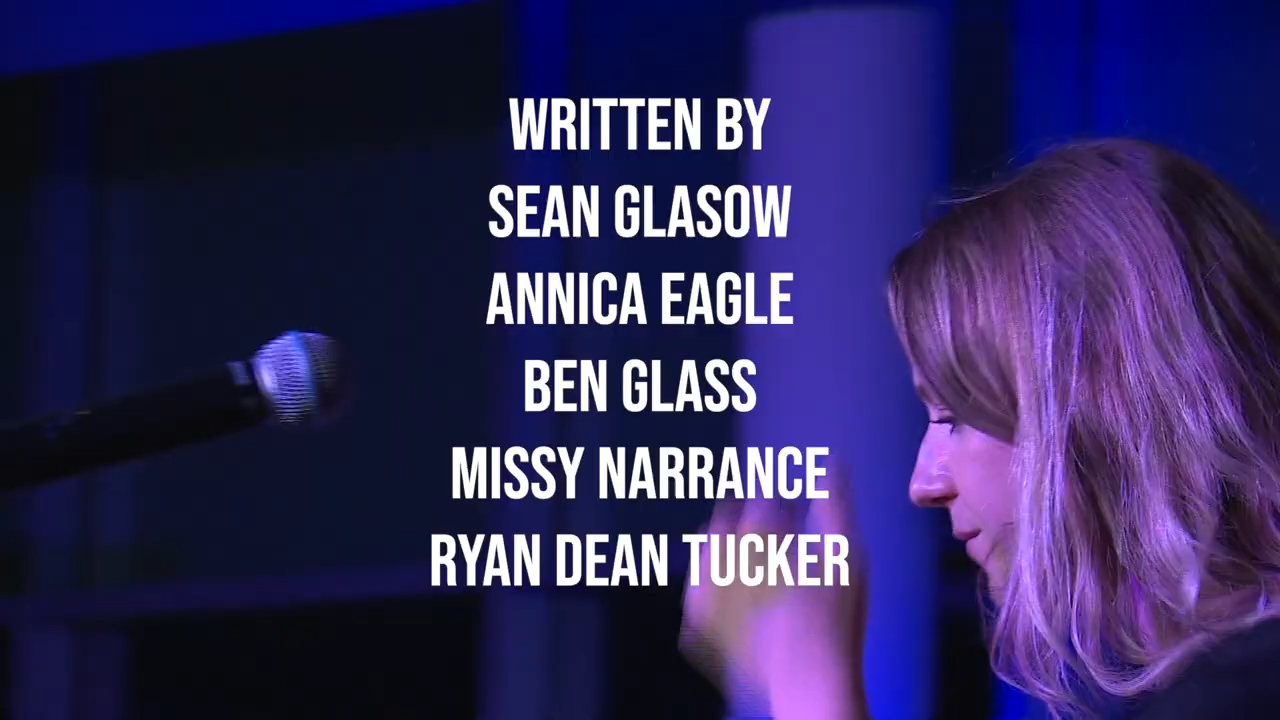 WRITTEN BY
SEAN GLASOW
ANNICA EAGLE
BEN GLASS
MISSY NARRANCE
RYAN DEAN TUCKER